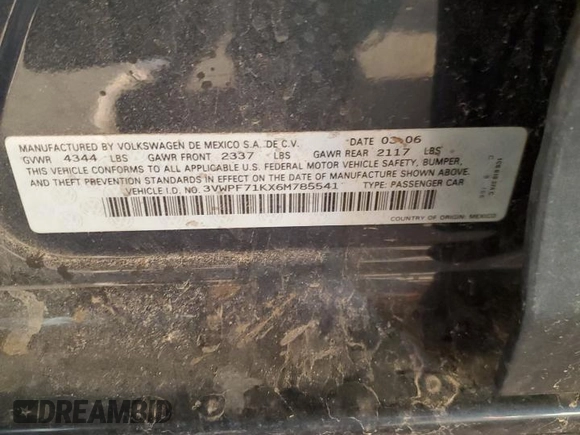 MANUFACTURED BY VOLKSWAGEN DE MEXICO S.A. DE C.V. DATE 03-06
GVWR 4344 LBS GAWR FRONT 2337 LBS GAWR REAR 2117 LBS
THIS VEHICLE CONFORMS TO ALL APPLICABLE U.S. FEDERAL MOTOR VEHICLE SAFETY, BUMPER,
AND THEFT PREVENTION STANDARDS IN EFFECT ON THE DATE OF MANUFACTURE SHOWN ABOVE.
VEHICLE I.D. NO. 3VWPF71KX6M785541 TYPE: PASSENGER CAR
COUNTRY OF ORIGIN: MEXICO
DREAMBID